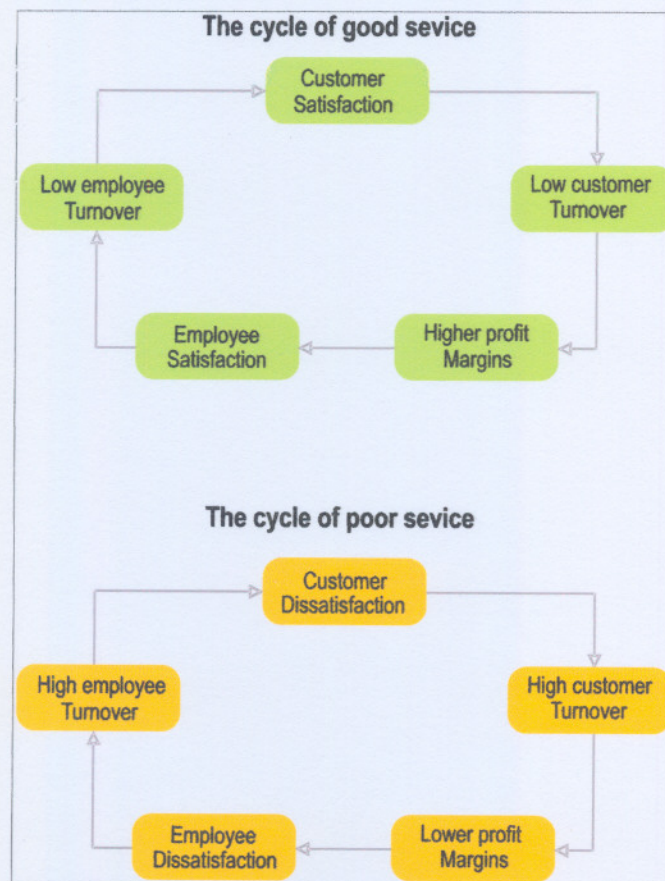 The cycle of good sevice
Customer
Satisfaction
Low employee
Turnover
Low customer
Turnover
Employee
Satisfaction
Higher profit
Margins
The cycle of poor sevice
Customer
Dissatisfaction
High employee
Turnover
High customer
Turnover
Employee
Dissatisfaction
Lower profit
Margins